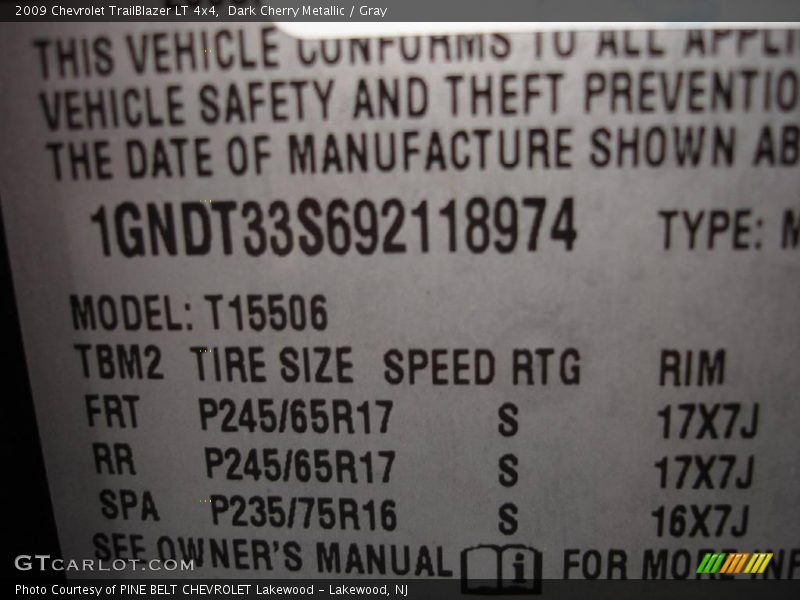 2009 Chevrolet TrailBlazer LT 4x4, Dark Cherry Metallic / Gray
THIS VEHICLE CONFORMS TO ALL APPLI
VEHICLE SAFETY AND THEFT PREVENTIO
THE DATE OF MANUFACTURE SHOWN AB
1GNDT33S692118974 TYPE: M
MODEL: T15506
TBM2 TIRE SIZE SPEED RTG RIM
FRT P245/65R17 S 17X7J
RR P245/65R17 S 17X7J
SPA P235/75R16 S 16X7J
SEE OWNER'S MANUAL FOR MORE INF
GTCARLOT.COM
Photo Courtesy of PINE BELT CHEVROLET Lakewood - Lakewood, NJ